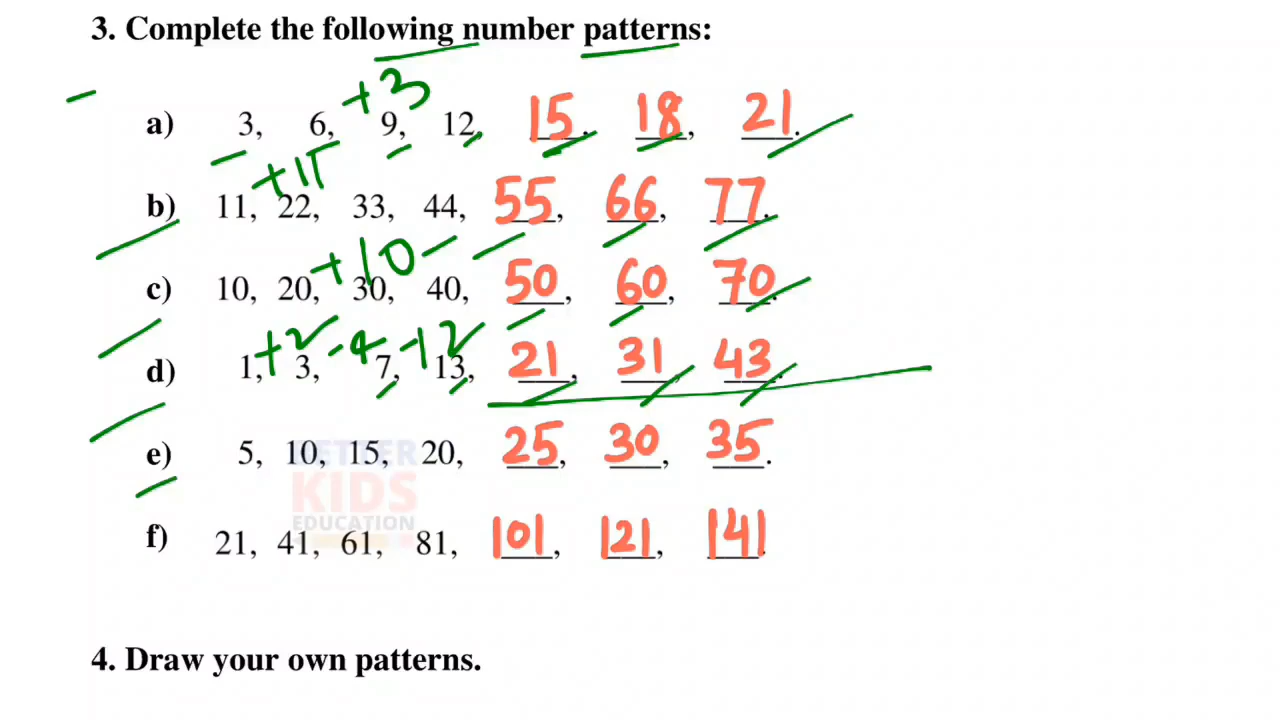 3. Complete the following number patterns:
+3
a) 3, 6, 9, 12, 15, 18, 21.
+11
b) 11, 22, 33, 44, 55, 66, 77.
+10
c) 10, 20, 30, 40, 50, 60, 70.
+2
d) 1, 3, 7, 13, 21, 31, 43.
e) 5, 10, 15, 20, 25, 30, 35.
BETTER
KIDS
EDUCATION
f) 21, 41, 61, 81, 101, 121, 141.
4. Draw your own patterns.